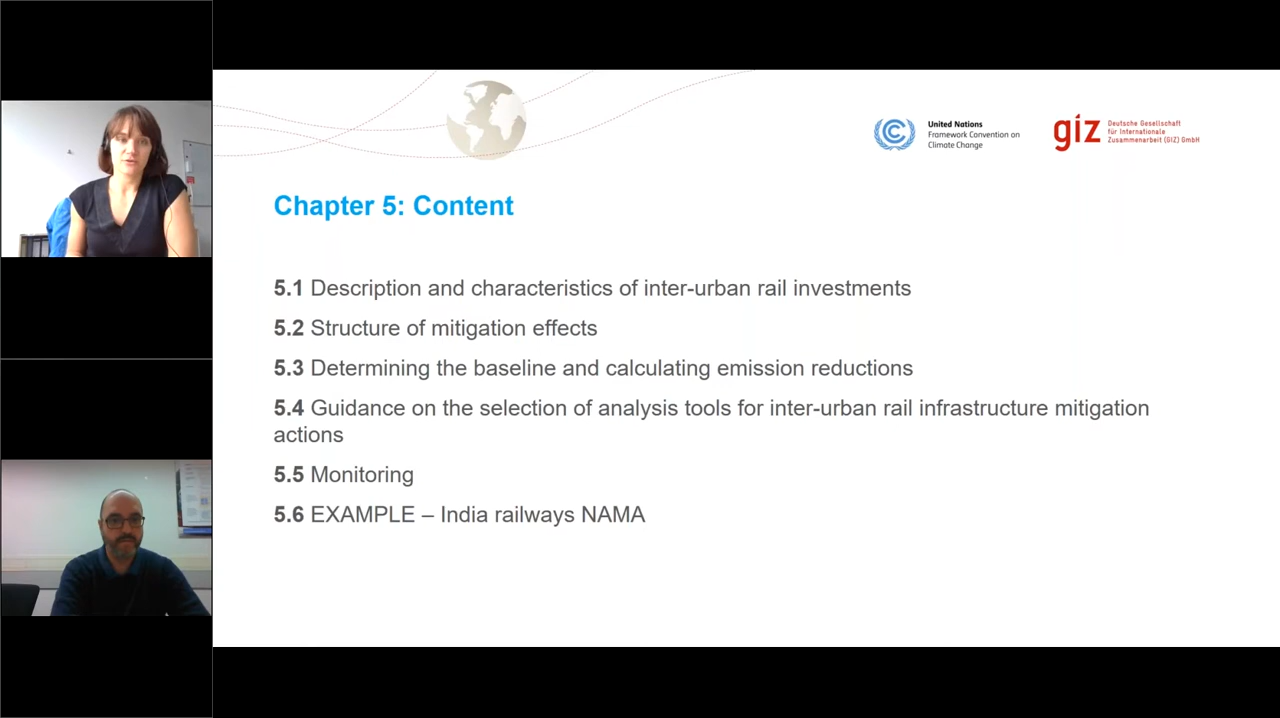 United Nations
Framework Convention on
Climate Change
giz
Deutsche Gesellschaft
für Internationale
Zusammenarbeit (GIZ) GmbH
Chapter 5: Content
5.1 Description and characteristics of inter-urban rail investments
5.2 Structure of mitigation effects
5.3 Determining the baseline and calculating emission reductions
5.4 Guidance on the selection of analysis tools for inter-urban rail infrastructure mitigation
actions
5.5 Monitoring
5.6 EXAMPLE – India railways NAMA